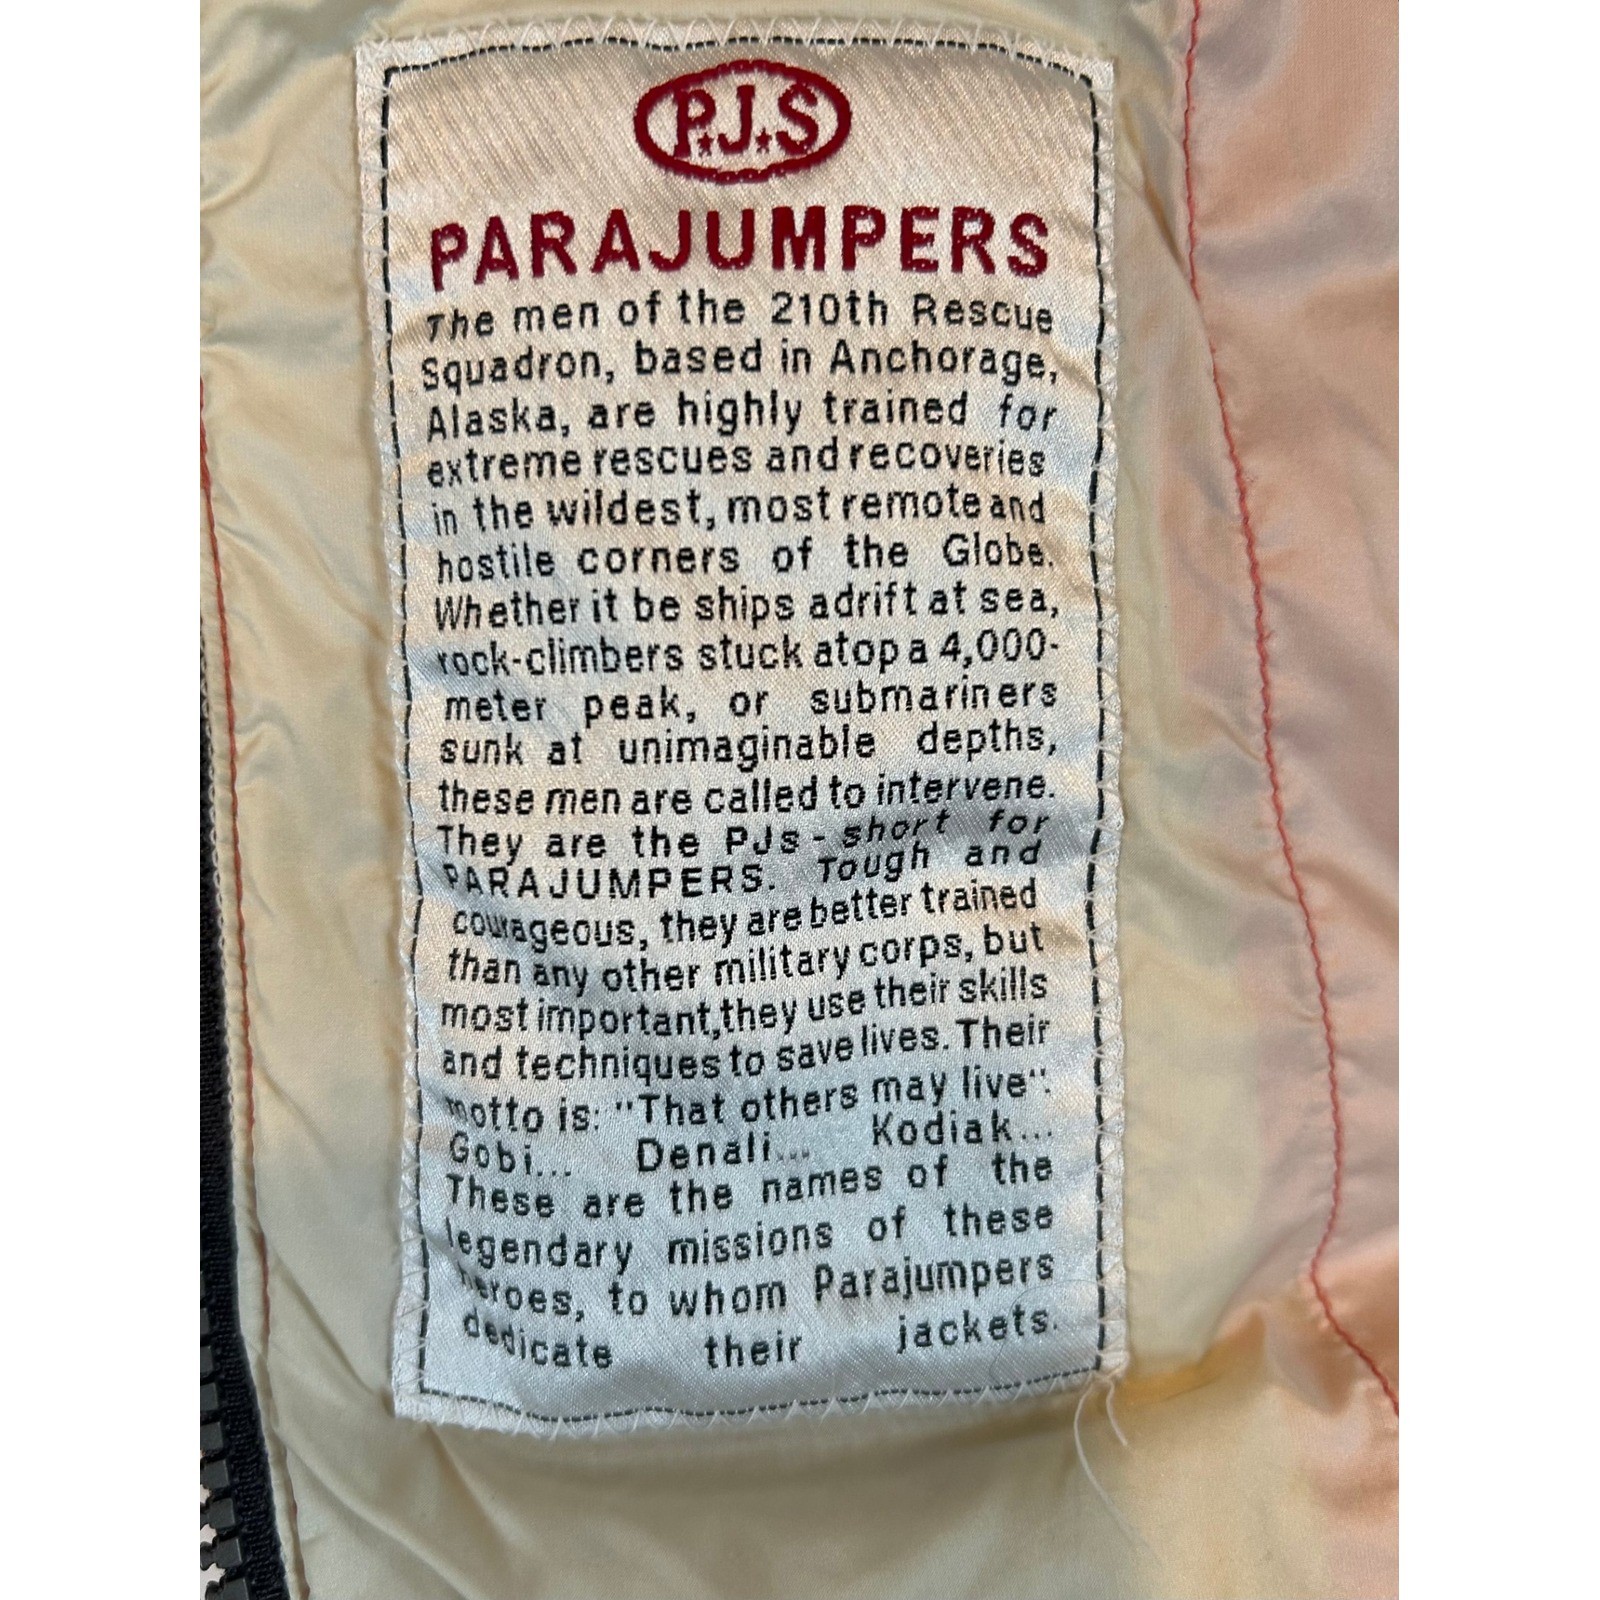 P.J.S
PARAJUMPERS
The men of the 210th Rescue
Squadron, based in Anchorage,
Alaska, are highly trained for
extreme rescues and recoveries
in the wildest, most remote and
hostile corners of the Globe.
Whether it be ships adrift at sea,
rock-climbers stuck atop a 4,000-
meter peak, or submariners
sunk at unimaginable depths,
these men are called to intervene.
They are the PJs - short for
PARAJUMPERS. Tough and
courageous, they are better trained
than any other military corps, but
most important,they use their skills
and techniques to save lives. Their
motto is: "That others may live":
Gobi... Denali... Kodiak...
These are the names of the
legendary missions of these
heroes, to whom Parajumpers
dedicate their jackets.